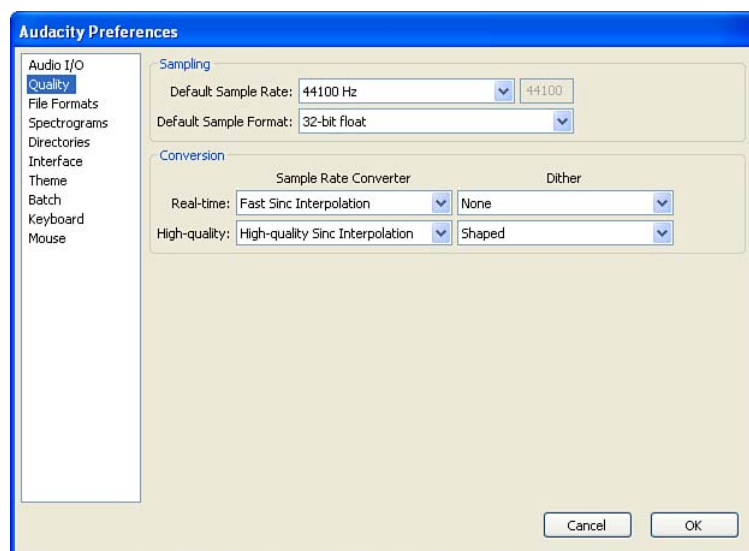 Audacity Preferences
Audio I/O
Quality
File Formats
Spectrograms
Directories
Interface
Theme
Batch
Keyboard
Mouse
Sampling
Default Sample Rate: 44100 Hz 44100
Default Sample Format: 32-bit float
Conversion
Sample Rate Converter Dither
Real-time: Fast Sinc Interpolation None
High-quality: High-quality Sinc Interpolation Shaped
Cancel OK